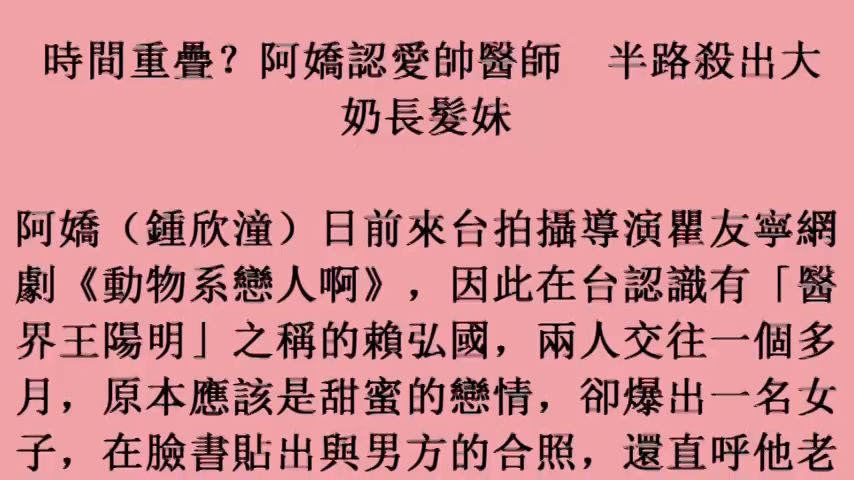 時間重疊？阿嬌認愛帥醫師　半路殺出大
奶長髮妹
阿嬌（鍾欣潼）日前來台拍攝導演瞿友寧網
劇《動物系戀人啊》，因此在台認識有「醫
界王陽明」之稱的賴弘國，兩人交往一個多
月，原本應該是甜蜜的戀情，卻爆出一名女
子，在臉書貼出與男方的合照，還直呼他老